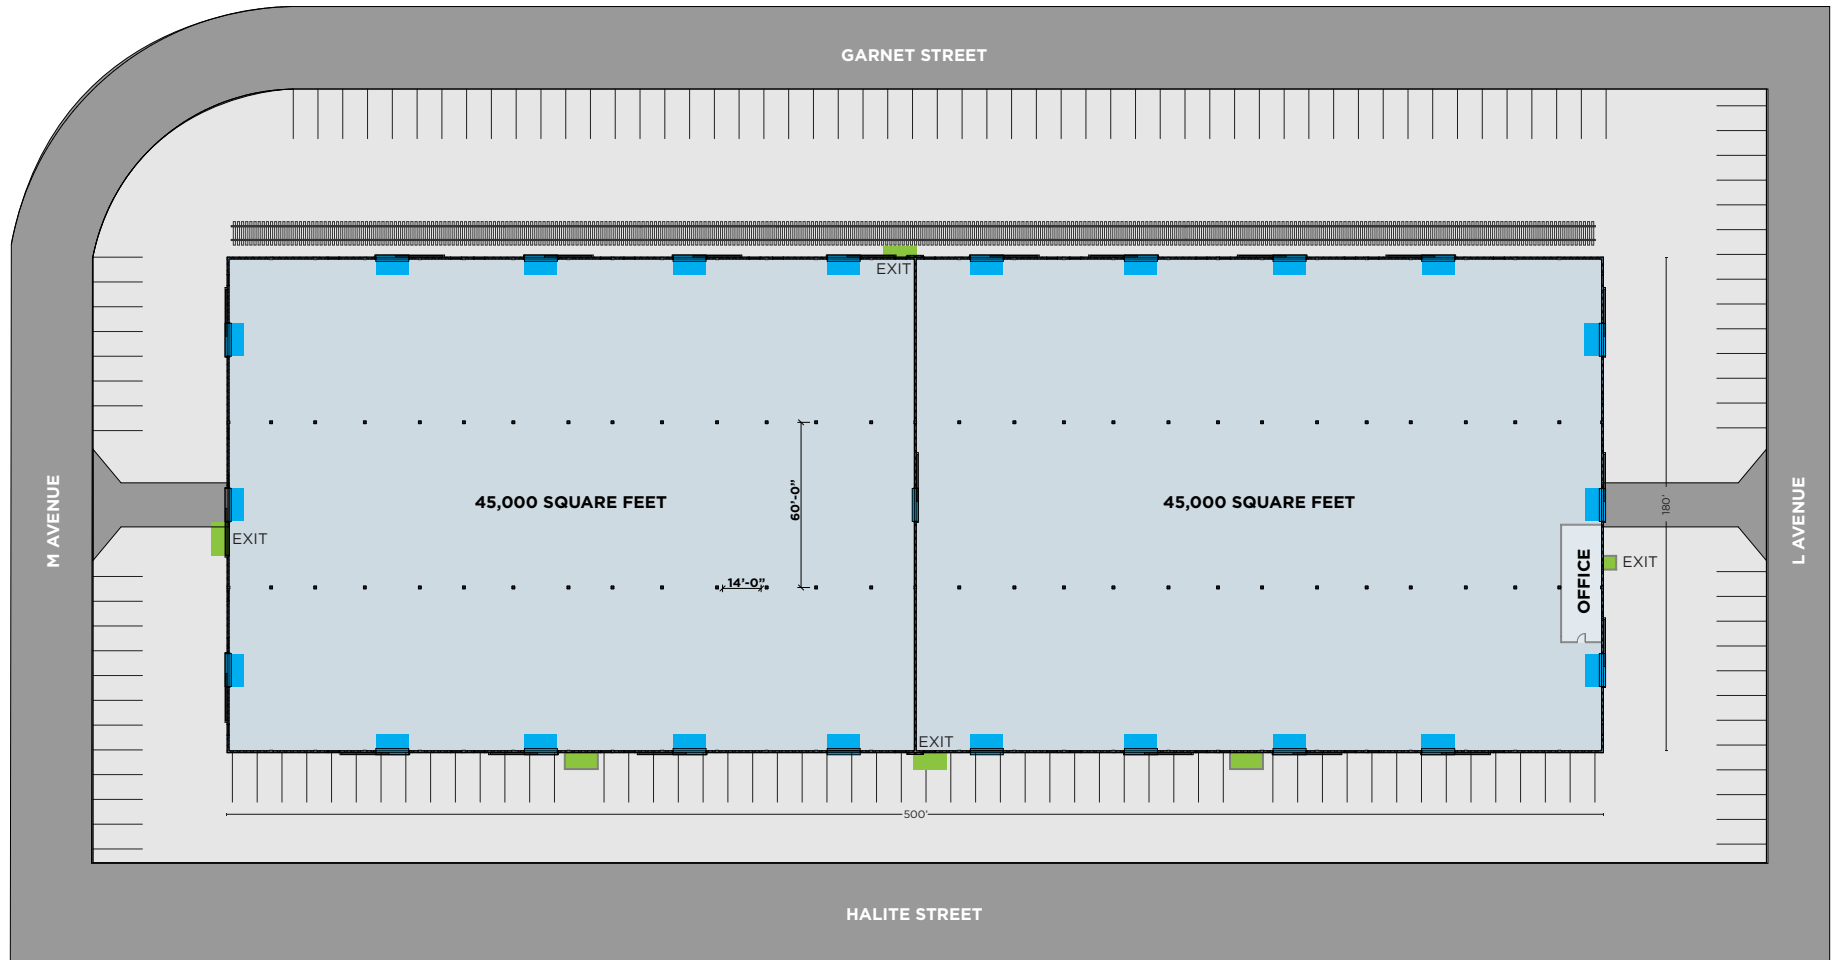 GARNET STREET
EXIT
M AVENUE
45,000 SQUARE FEET
60'-0"
45,000 SQUARE FEET
180'
L AVENUE
EXIT
EXIT
OFFICE
14'-0"
EXIT
500'
HALITE STREET